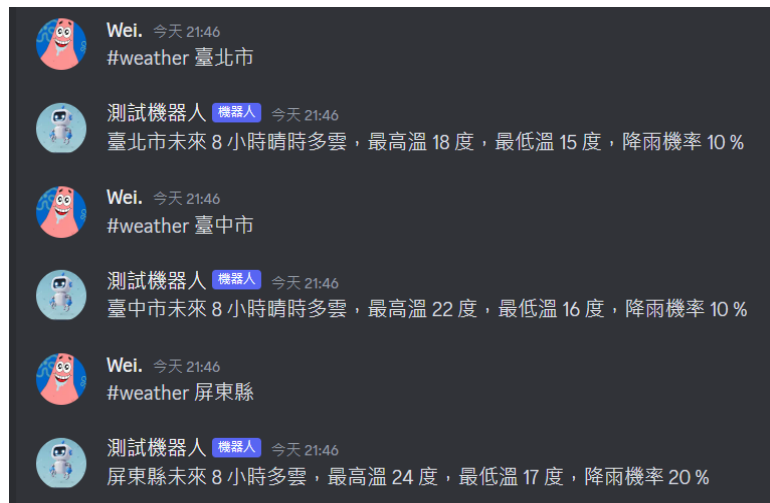 Wei. 今天 21:46
#weather 臺北市
測試機器人 機器人 今天 21:46
臺北市未來 8 小時晴時多雲，最高溫 18 度，最低溫 15 度，降雨機率 10 %
Wei. 今天 21:46
#weather 臺中市
測試機器人 機器人 今天 21:46
臺中市未來 8 小時晴時多雲，最高溫 22 度，最低溫 16 度，降雨機率 10 %
Wei. 今天 21:46
#weather 屏東縣
測試機器人 機器人 今天 21:46
屏東縣未來 8 小時多雲，最高溫 24 度，最低溫 17 度，降雨機率 20 %